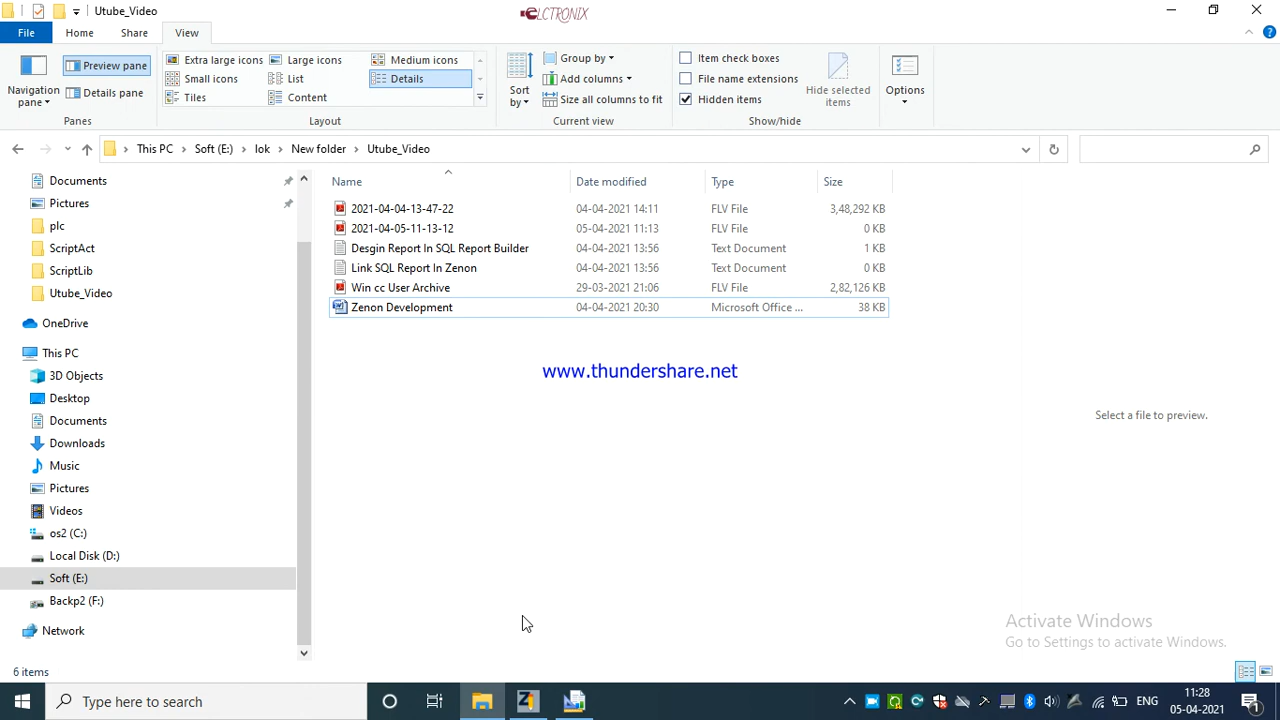 Utube_Video
ELCTRONIX
File Home Share View
Preview pane
Details pane
Navigation pane
Panes
Extra large icons Large icons Medium icons
Small icons List Details
Tiles Content
Layout
Sort by
Group by
Add columns
Size all columns to fit
Current view
Item check boxes
File name extensions
Hidden items
Hide selected items
Show/hide
Options
This PC Soft (E:) lok New folder Utube_Video
Documents
Pictures
plc
ScriptAct
ScriptLib
Utube_Video
OneDrive
This PC
3D Objects
Desktop
Documents
Downloads
Music
Pictures
Videos
os2 (C:)
Local Disk (D:)
Soft (E:)
Backp2 (F:)
Network
Name Date modified Type Size
2021-04-04-13-47-22 04-04-2021 14:11 FLV File 3,48,292 KB
2021-04-05-11-13-12 05-04-2021 11:13 FLV File 0 KB
Desgin Report In SQL Report Builder 04-04-2021 13:56 Text Document 1 KB
Link SQL Report In Zenon 04-04-2021 13:56 Text Document 0 KB
Win cc User Archive 29-03-2021 21:06 FLV File 2,82,126 KB
Zenon Development 04-04-2021 20:30 Microsoft Office ... 38 KB
www.thundershare.net
Select a file to preview.
Activate Windows
Go to Settings to activate Windows.
6 items
Type here to search
ENG
11:28
05-04-2021
1